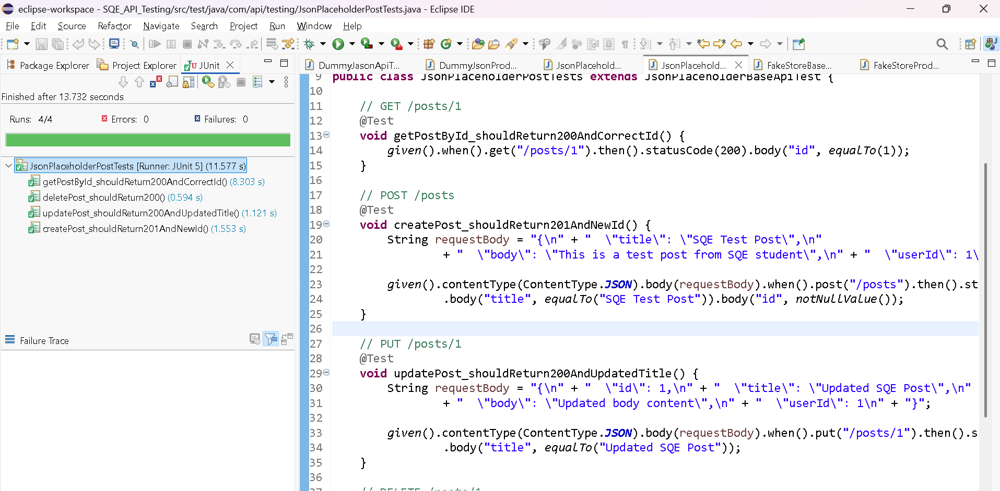 eclipse-workspace - SQE_API_Testing/src/test/java/com/api/testing/JsonPlaceholderPostTests.java - Eclipse IDE
File Edit Source Refactor Navigate Search Project Run Window Help
Package Explorer Project Explorer JUnit
DummyJasonApiT... DummyJsonProd... JsonPlacehold... JsonPlacehold... FakeStoreBase... FakeStoreProd...
Finished after 13.732 seconds
Runs: 4/4 Errors: 0 Failures: 0
JsonPlaceholderPostTests [Runner: JUnit 5] (11.577 s)
getPostById_shouldReturn200AndCorrectId() (8.303 s)
deletePost_shouldReturn200() (0.594 s)
updatePost_shouldReturn200AndUpdatedTitle() (1.121 s)
createPost_shouldReturn201AndNewId() (1.553 s)
Failure Trace
9 public class JsonPlaceholderPostTests extends JsonPlaceholderBaseApiTest {
10
11 // GET /posts/1
12 @Test
13 void getPostById_shouldReturn200AndCorrectId() {
14 given().when().get("/posts/1").then().statusCode(200).body("id", equalTo(1));
15 }
16
17 // POST /posts
18 @Test
19 void createPost_shouldReturn201AndNewId() {
20 String requestBody = "{\n" + "  \"title\": \"SQE Test Post\",\n"
21 + "  \"body\": \"This is a test post from SQE student\",\n" + "  \"userId\": 1\
22
23 given().contentType(ContentType.JSON).body(requestBody).when().post("/posts").then().st
24 .body("title", equalTo("SQE Test Post")).body("id", notNullValue());
25 }
26
27 // PUT /posts/1
28 @Test
29 void updatePost_shouldReturn200AndUpdatedTitle() {
30 String requestBody = "{\n" + "  \"id\": 1,\n" + "  \"title\": \"Updated SQE Post\",\n"
31 + "  \"body\": \"Updated body content\",\n" + "  \"userId\": 1\n" + "}";
32
33 given().contentType(ContentType.JSON).body(requestBody).when().put("/posts/1").then().s
34 .body("title", equalTo("Updated SQE Post"));
35 }
36
37 // DELETE /posts/1